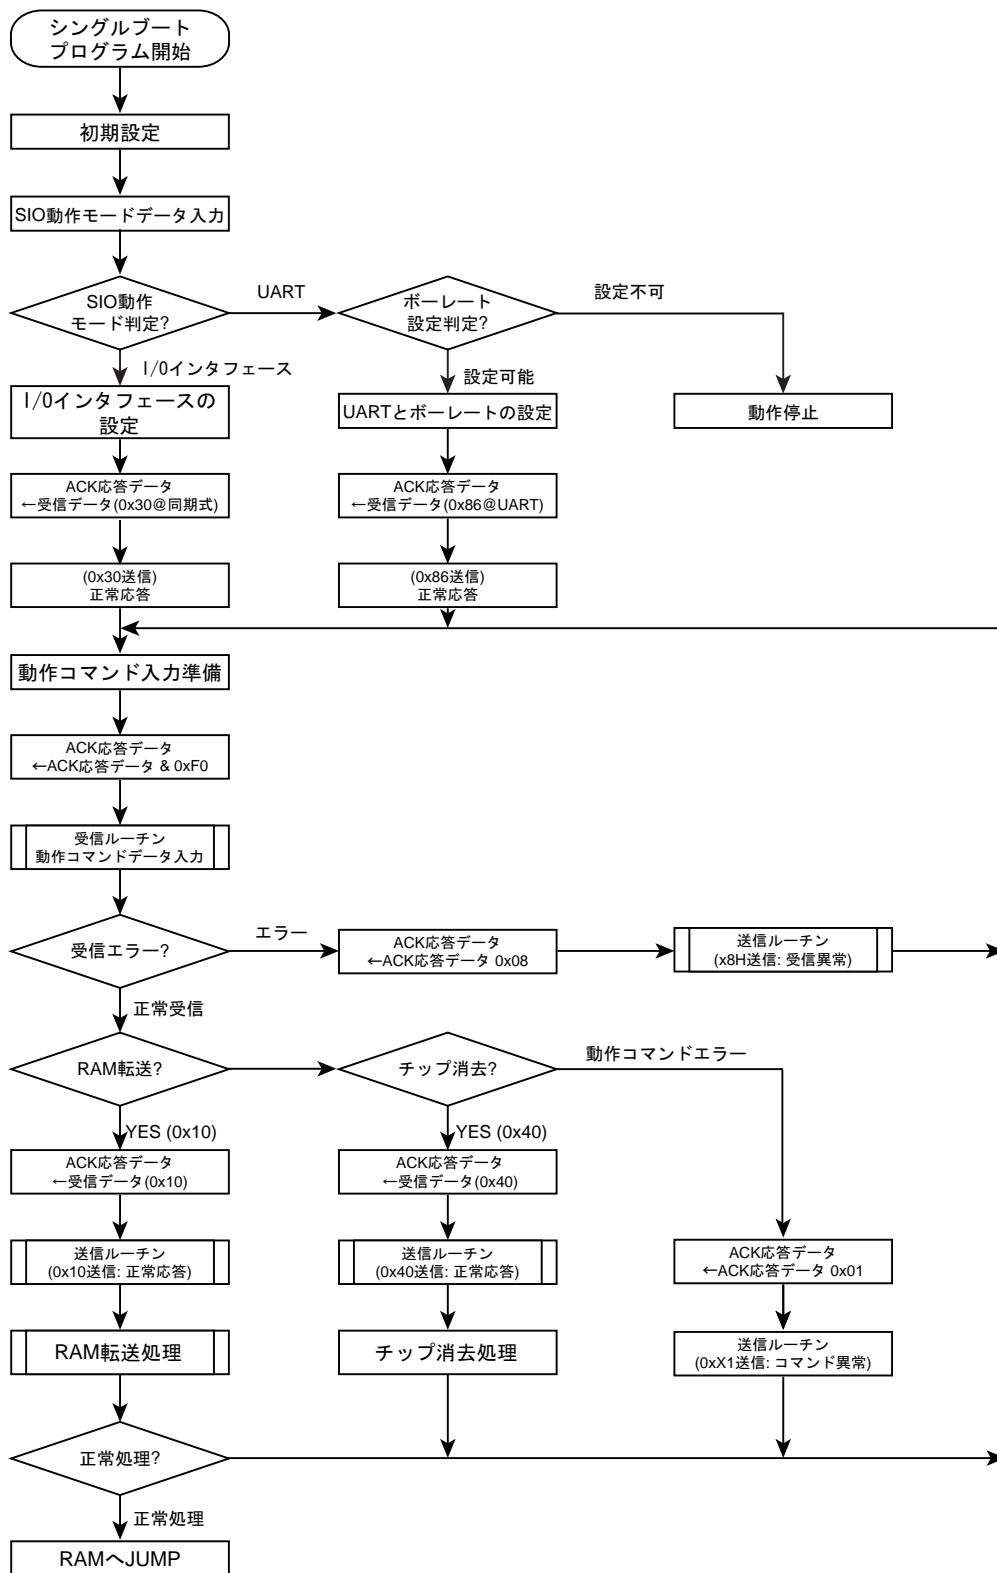 シングルブート
プログラム開始
初期設定
SIO動作モードデータ入力
SIO動作
モード判定?
UART
ボーレート
設定判定?
設定不可
I/Oインタフェース
設定可能
I/Oインタフェースの
設定
UARTとボーレートの設定
動作停止
ACK応答データ
←受信データ(0x30@同期式)
ACK応答データ
←受信データ(0x86@UART)
(0x30送信)
正常応答
(0x86送信)
正常応答
動作コマンド入力準備
ACK応答データ
←ACK応答データ & 0xF0
受信ルーチン
動作コマンドデータ入力
受信エラー?
エラー
ACK応答データ
←ACK応答データ 0x08
送信ルーチン
(x8H送信: 受信異常)
正常受信
RAM転送?
チップ消去?
動作コマンドエラー
YES (0x10)
YES (0x40)
ACK応答データ
←受信データ(0x10)
ACK応答データ
←受信データ(0x40)
送信ルーチン
(0x10送信: 正常応答)
送信ルーチン
(0x40送信: 正常応答)
ACK応答データ
←ACK応答データ 0x01
RAM転送処理
チップ消去処理
送信ルーチン
(0xX1送信: コマンド異常)
正常処理?
正常処理
RAMへJUMP